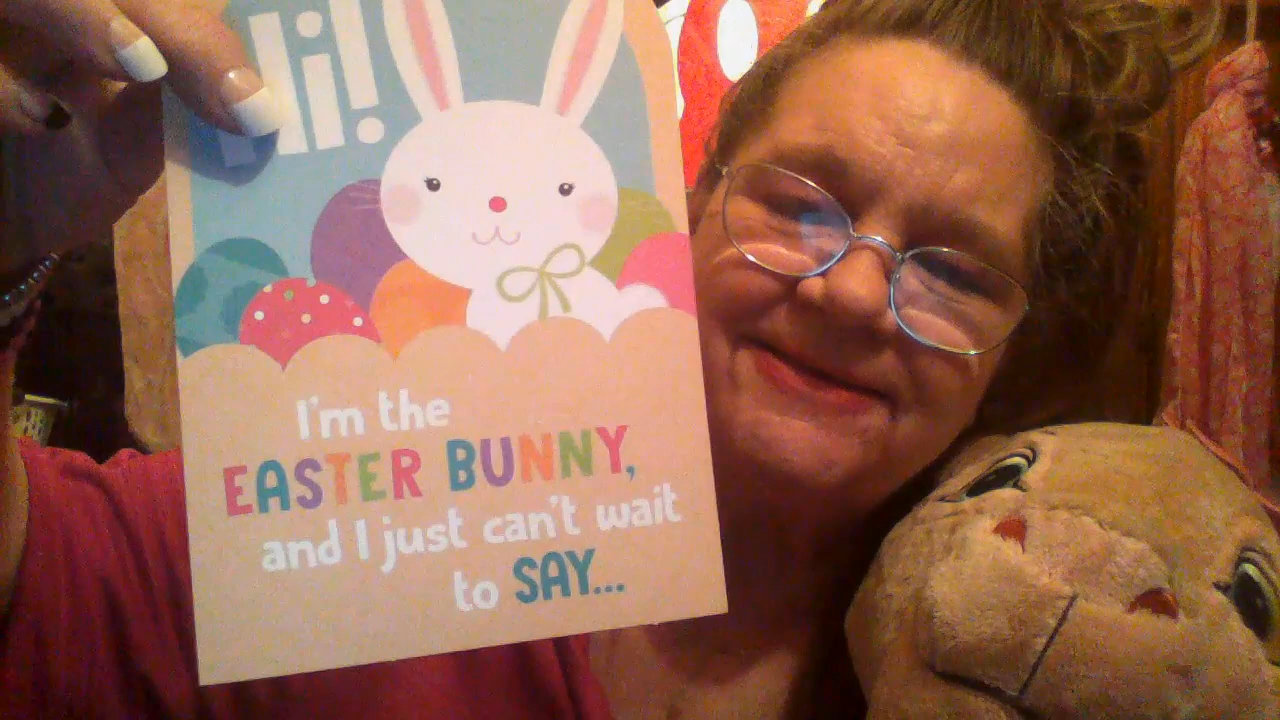 Hi!
I'm the
EASTER BUNNY,
and I just can't wait
to SAY...